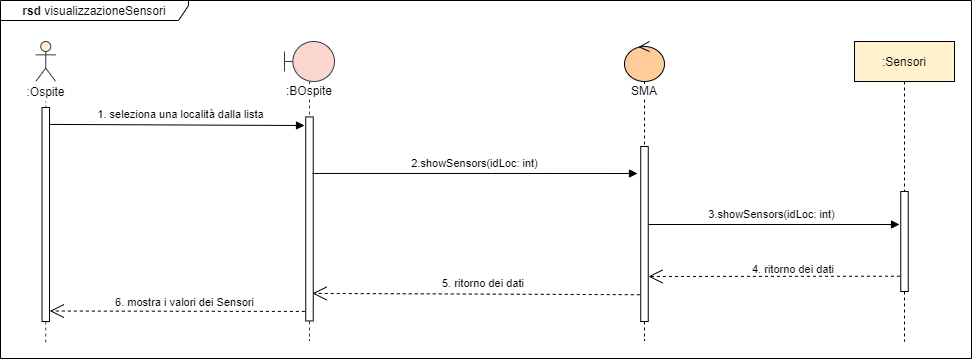 rsd visualizzazioneSensori
:Ospite
:BOspite
SMA
:Sensori
1. seleziona una località dalla lista
2.showSensors(idLoc: int)
3.showSensors(idLoc: int)
4. ritorno dei dati
5. ritorno dei dati
6. mostra i valori dei Sensori